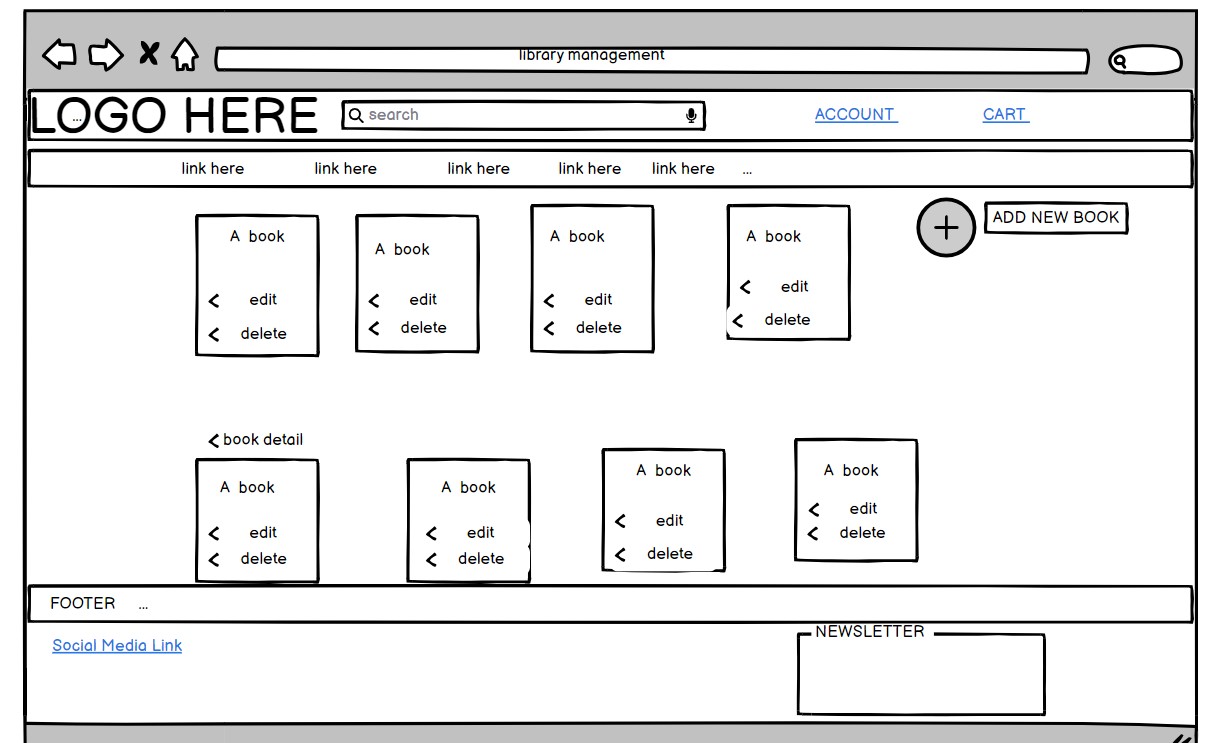 library management
LOGO HERE
...
search
ACCOUNT
CART
link here
link here
link here
link here
link here
...
A book
edit
delete
A book
edit
delete
A book
edit
delete
A book
edit
delete
ADD NEW BOOK
book detail
A book
edit
delete
A book
edit
delete
A book
edit
delete
A book
edit
delete
FOOTER ...
Social Media Link
NEWSLETTER